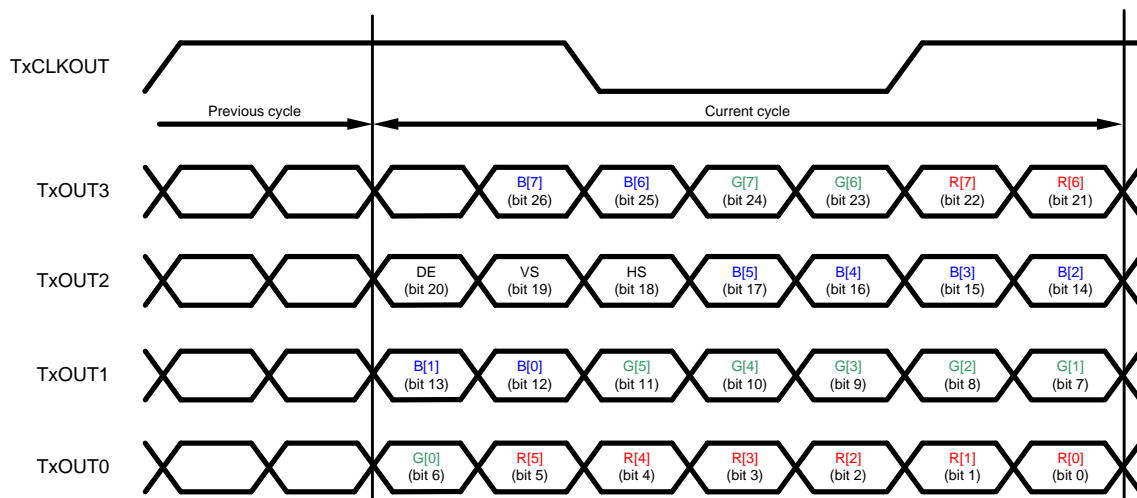 TxCLKOUT
Previous cycle
Current cycle
TxOUT3
B[7] B[6] G[7] G[6] R[7] R[6]
(bit 26) (bit 25) (bit 24) (bit 23) (bit 22) (bit 21)
TxOUT2
DE VS HS B[5] B[4] B[3] B[2]
(bit 20) (bit 19) (bit 18) (bit 17) (bit 16) (bit 15) (bit 14)
TxOUT1
B[1] B[0] G[5] G[4] G[3] G[2] G[1]
(bit 13) (bit 12) (bit 11) (bit 10) (bit 9) (bit 8) (bit 7)
TxOUT0
G[0] R[5] R[4] R[3] R[2] R[1] R[0]
(bit 6) (bit 5) (bit 4) (bit 3) (bit 2) (bit 1) (bit 0)